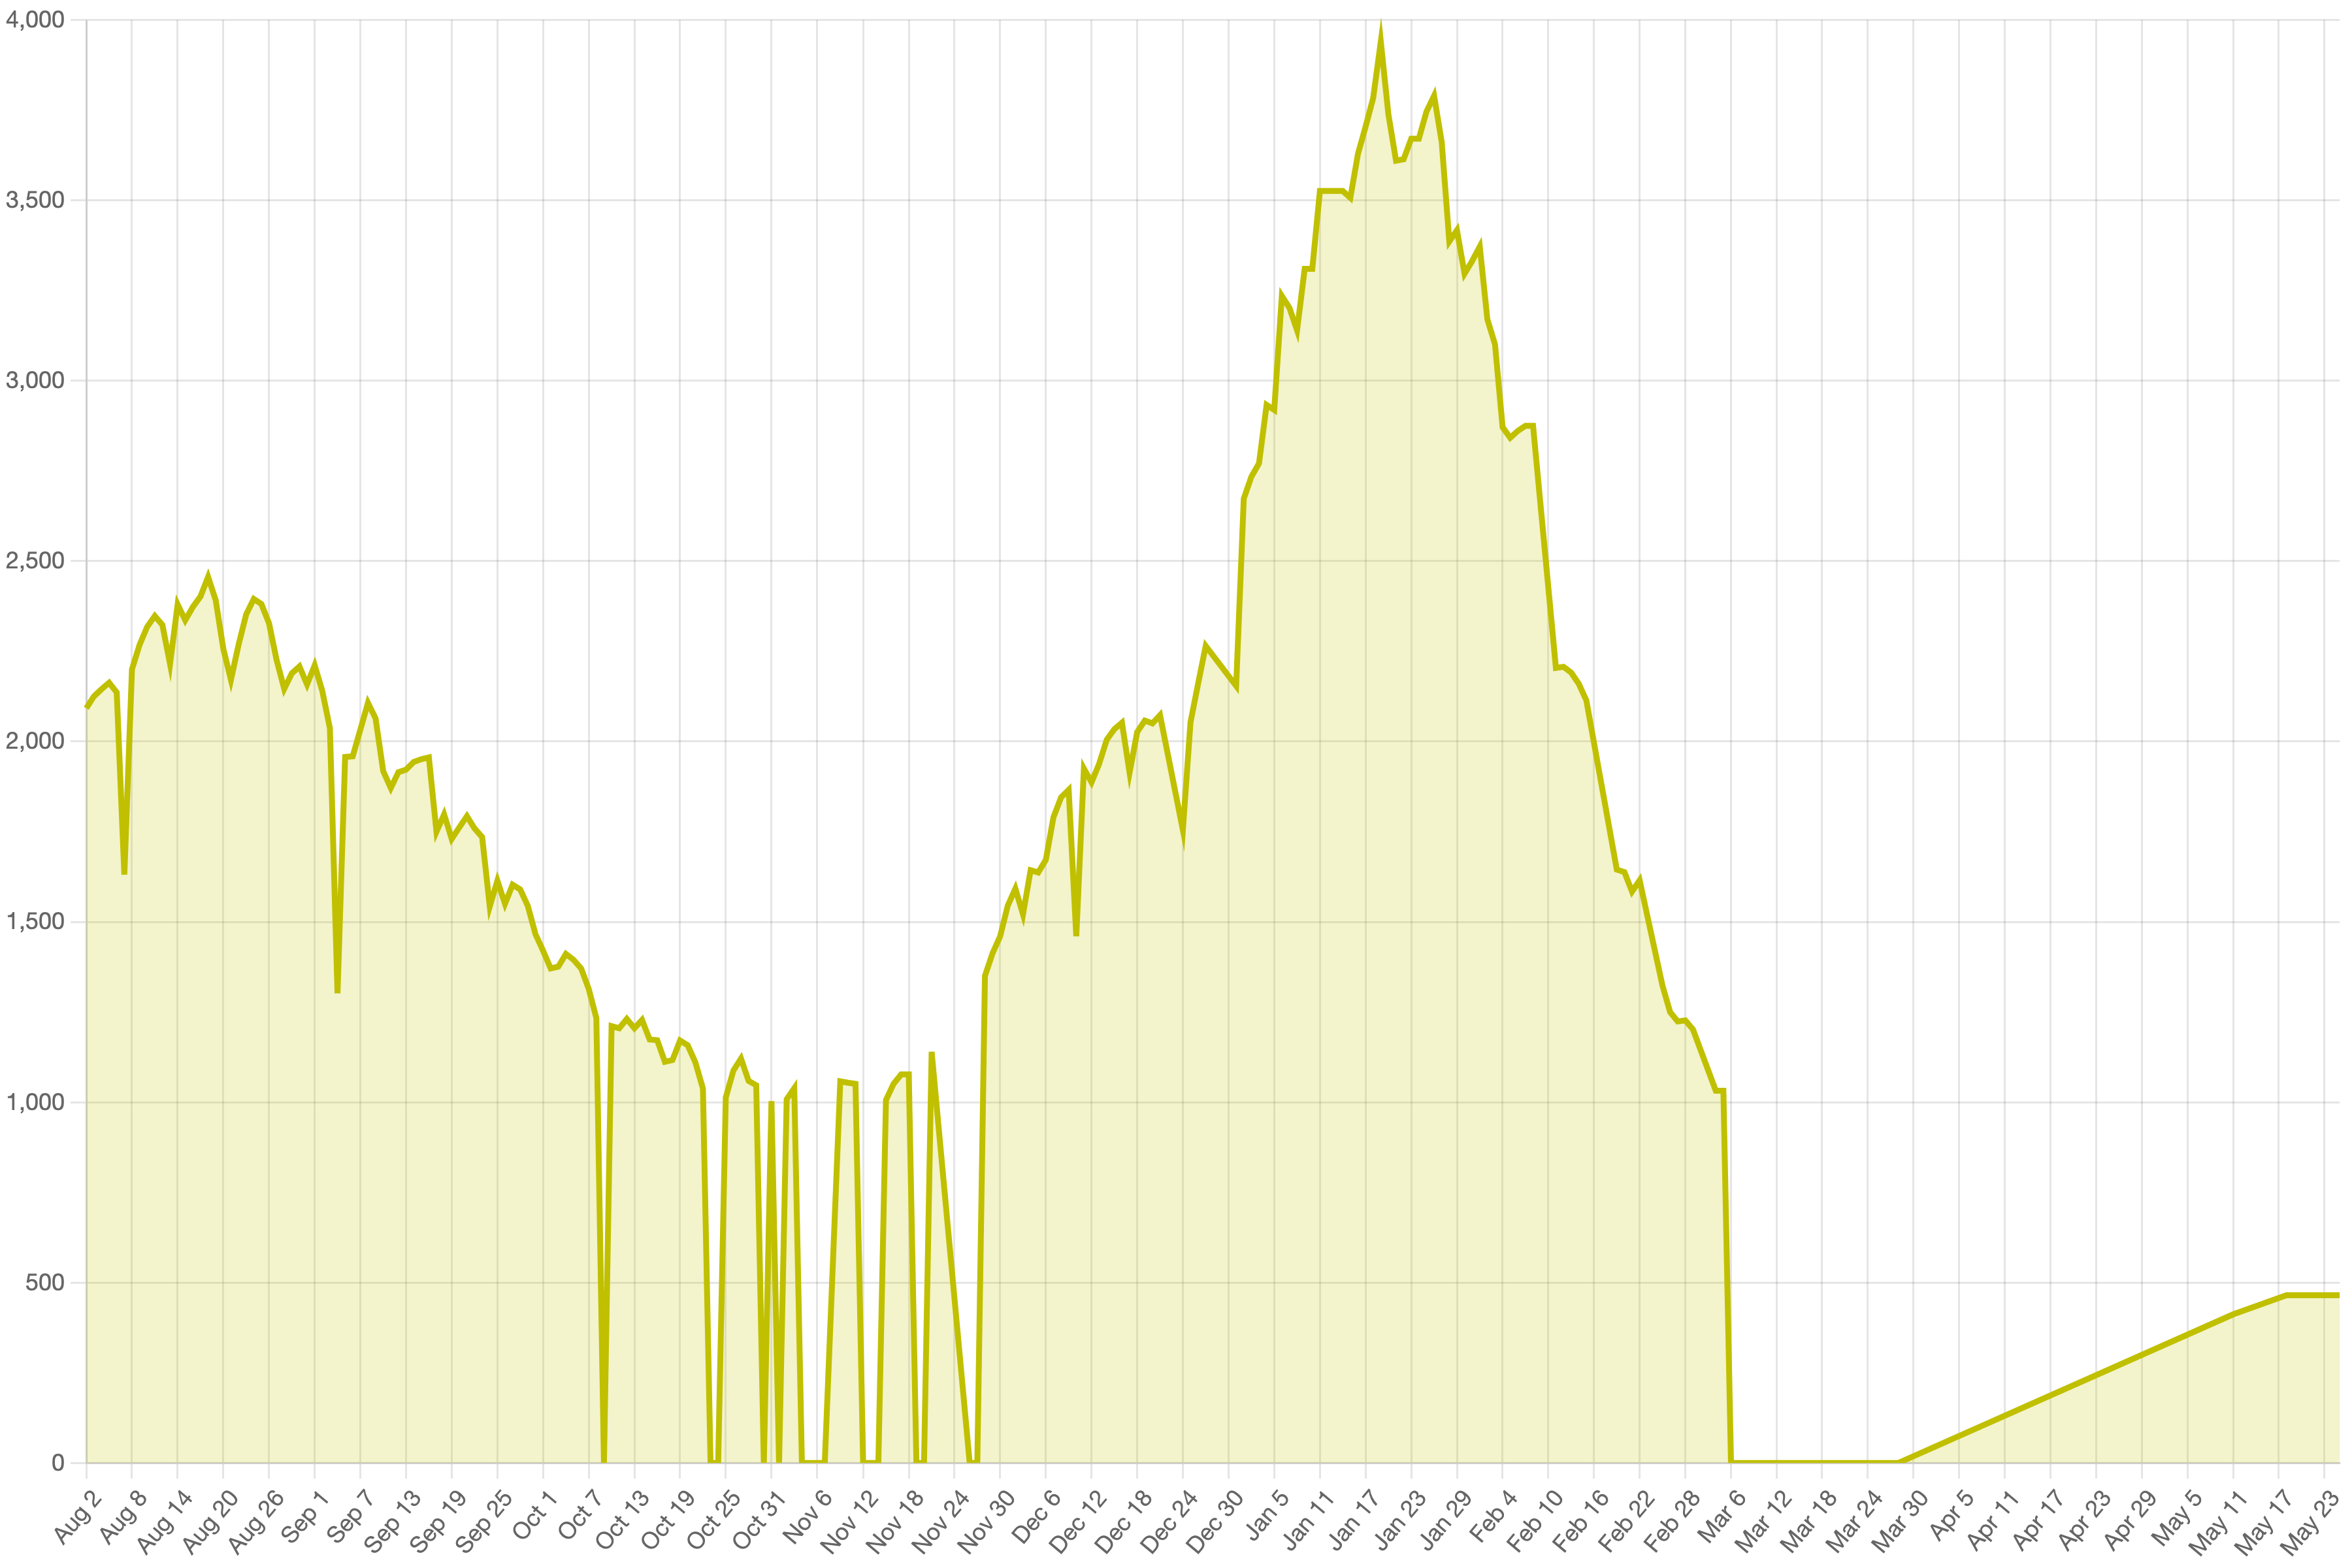 4,000
3,500
3,000
2,500
2,000
1,500
1,000
500
0
Aug 2
Aug 8
Aug 14
Aug 20
Aug 26
Sep 1
Sep 7
Sep 13
Sep 19
Sep 25
Oct 1
Oct 7
Oct 13
Oct 19
Oct 25
Oct 31
Nov 6
Nov 12
Nov 18
Nov 24
Nov 30
Dec 6
Dec 12
Dec 18
Dec 24
Dec 30
Jan 5
Jan 11
Jan 17
Jan 23
Jan 29
Feb 4
Feb 10
Feb 16
Feb 22
Feb 28
Mar 6
Mar 12
Mar 18
Mar 24
Mar 30
Apr 5
Apr 11
Apr 17
Apr 23
Apr 29
May 5
May 11
May 17
May 23